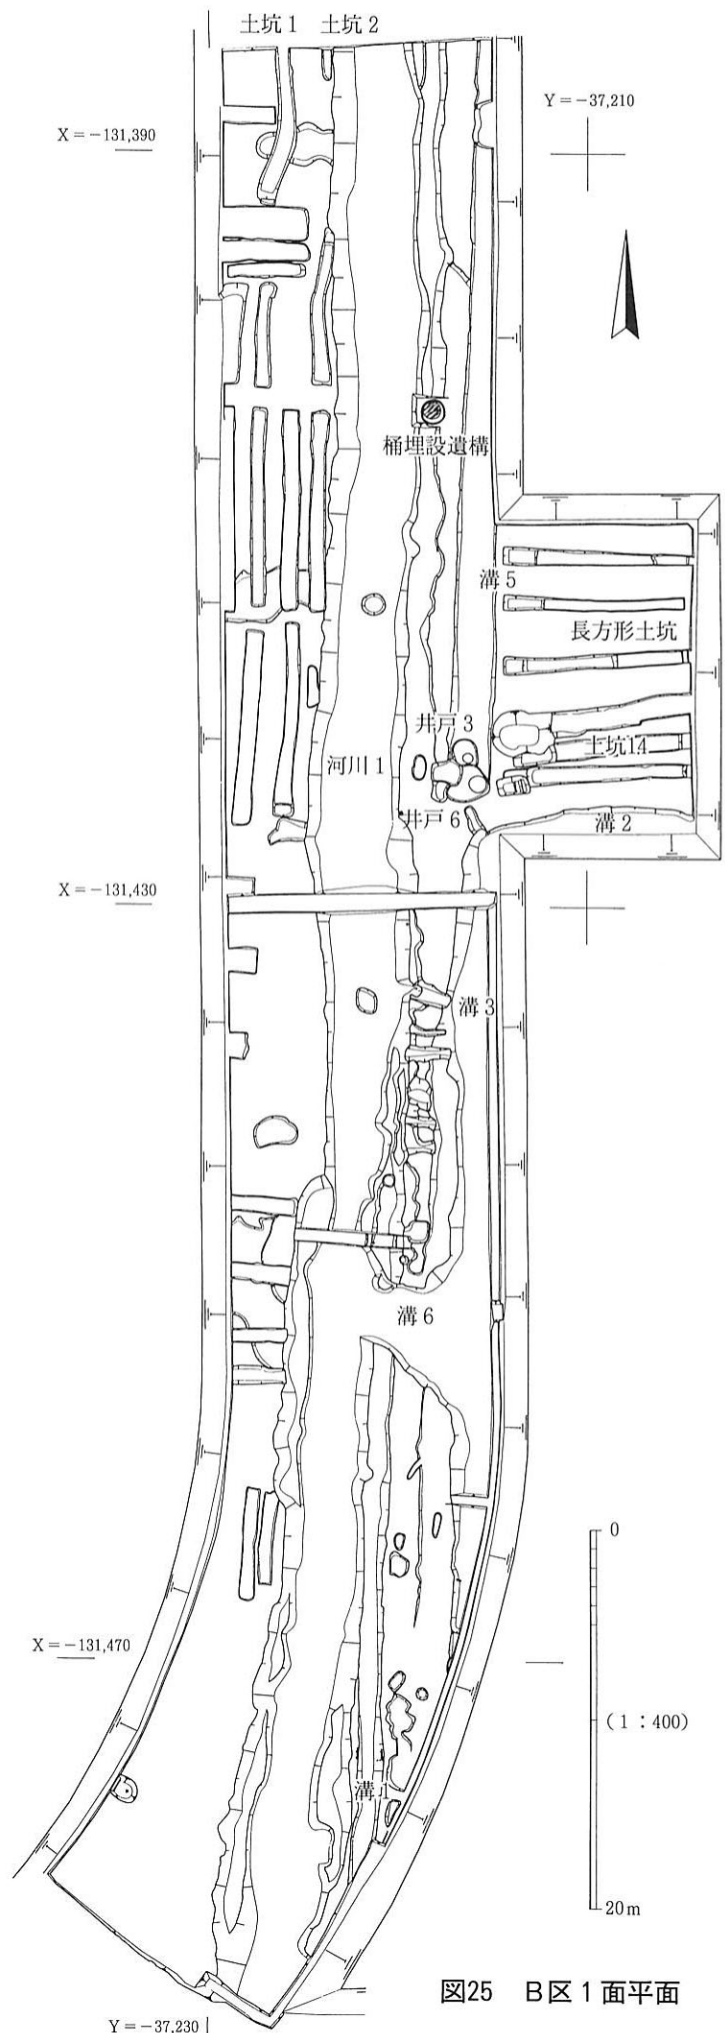 土坑1 土坑2
Y=-37,210
X=-131,390
桶埋設遺構
溝5
長方形土坑
井戸3
土坑14
河川1
井戸6
溝2
X=-131,430
溝3
溝6
0
X=-131,470
(1:400)
溝1
20m
図25 B区1面平面
Y=-37,230